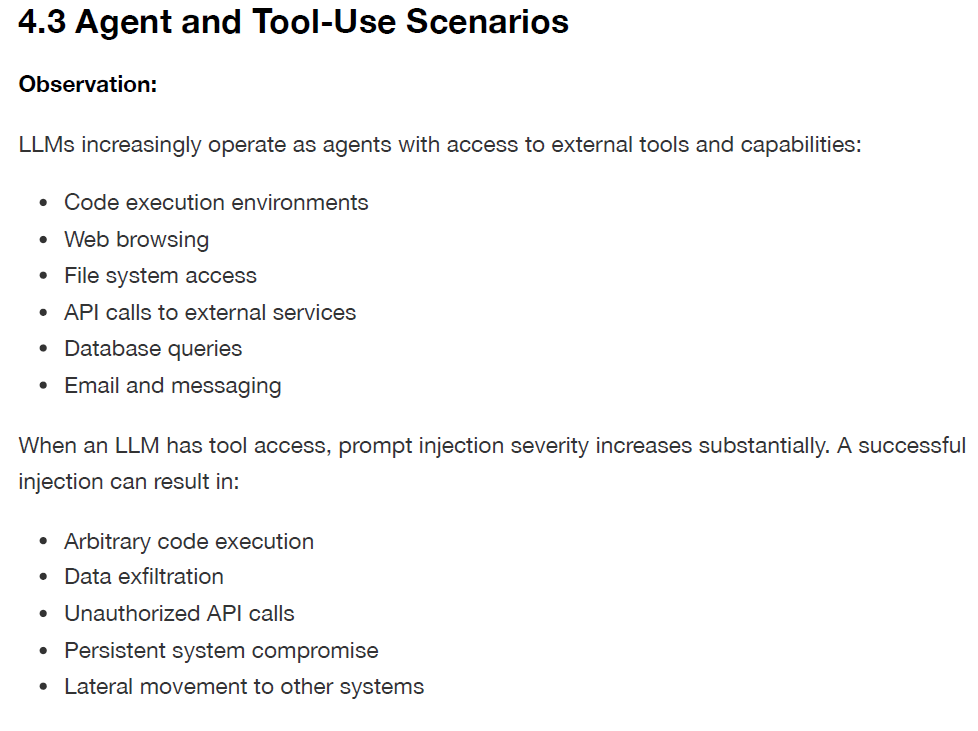 4.3 Agent and Tool-Use Scenarios
Observation:
LLMs increasingly operate as agents with access to external tools and capabilities:
• Code execution environments
• Web browsing
• File system access
• API calls to external services
• Database queries
• Email and messaging
When an LLM has tool access, prompt injection severity increases substantially. A successful
injection can result in:
• Arbitrary code execution
• Data exfiltration
• Unauthorized API calls
• Persistent system compromise
• Lateral movement to other systems